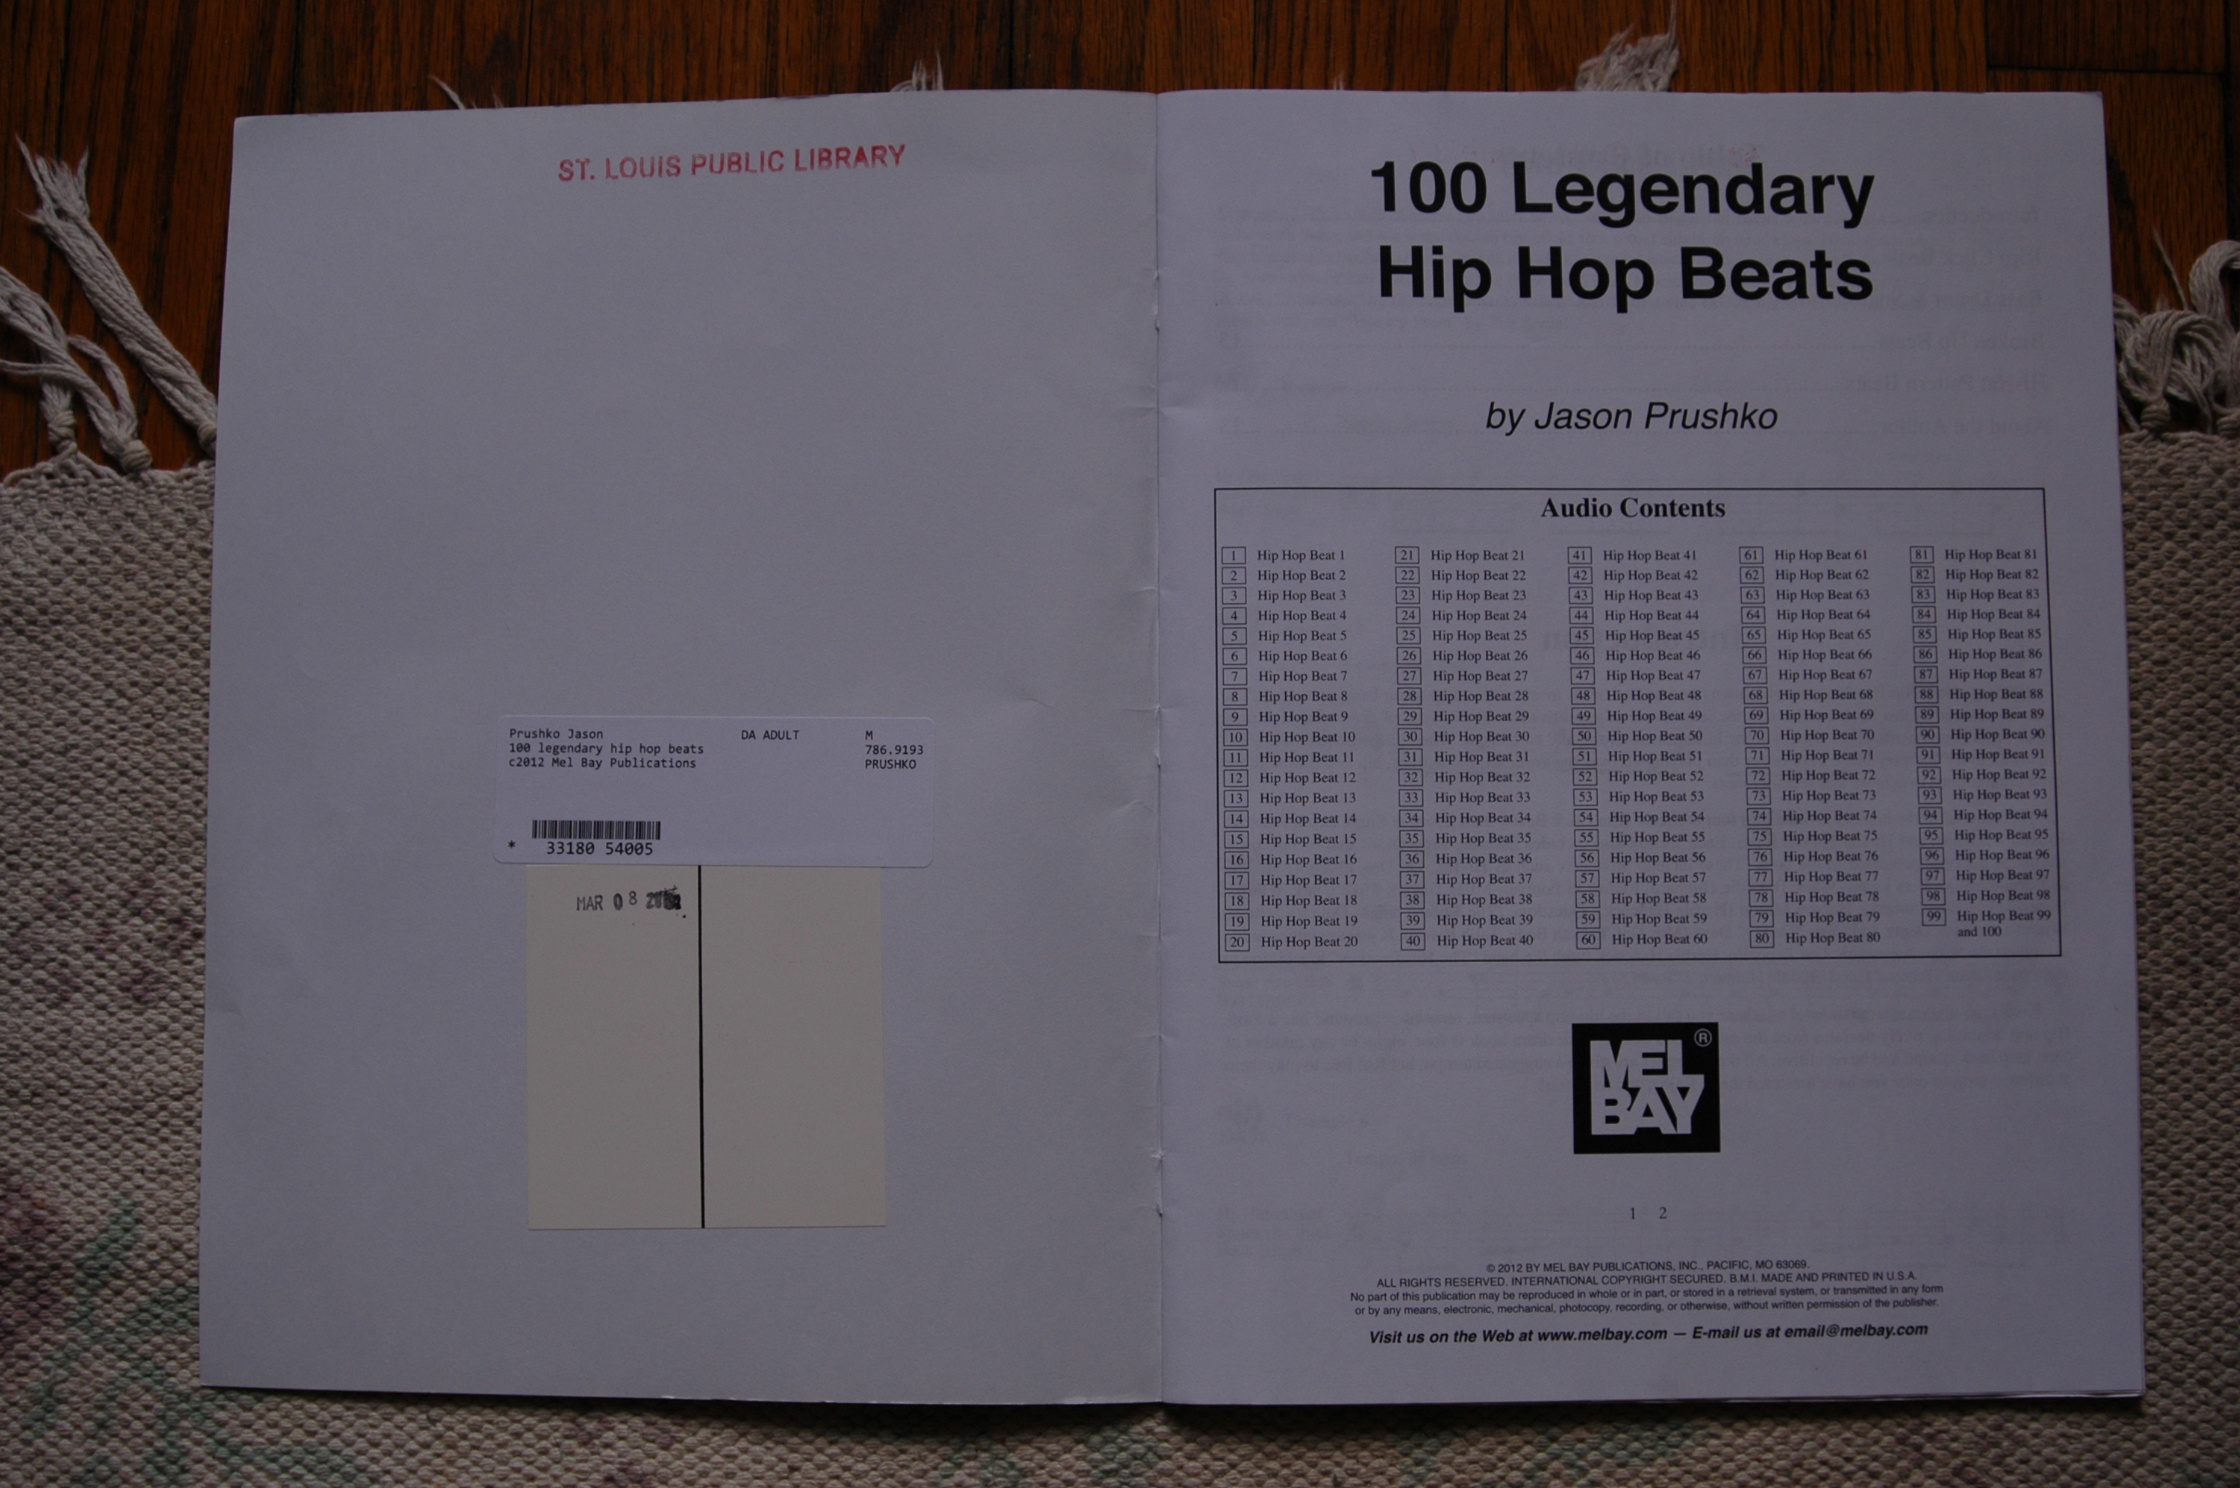 ST. LOUIS PUBLIC LIBRARY
Prushko Jason DA ADULT M
100 legendary hip hop beats 786.9193
c2012 Mel Bay Publications PRUSHKO
* 33180 54005
MAR 08
100 Legendary
Hip Hop Beats
by Jason Prushko
Audio Contents
1 Hip Hop Beat 1 21 Hip Hop Beat 21 41 Hip Hop Beat 41 61 Hip Hop Beat 61 81 Hip Hop Beat 81
2 Hip Hop Beat 2 22 Hip Hop Beat 22 42 Hip Hop Beat 42 62 Hip Hop Beat 62 82 Hip Hop Beat 82
3 Hip Hop Beat 3 23 Hip Hop Beat 23 43 Hip Hop Beat 43 63 Hip Hop Beat 63 83 Hip Hop Beat 83
4 Hip Hop Beat 4 24 Hip Hop Beat 24 44 Hip Hop Beat 44 64 Hip Hop Beat 64 84 Hip Hop Beat 84
5 Hip Hop Beat 5 25 Hip Hop Beat 25 45 Hip Hop Beat 45 65 Hip Hop Beat 65 85 Hip Hop Beat 85
6 Hip Hop Beat 6 26 Hip Hop Beat 26 46 Hip Hop Beat 46 66 Hip Hop Beat 66 86 Hip Hop Beat 86
7 Hip Hop Beat 7 27 Hip Hop Beat 27 47 Hip Hop Beat 47 67 Hip Hop Beat 67 87 Hip Hop Beat 87
8 Hip Hop Beat 8 28 Hip Hop Beat 28 48 Hip Hop Beat 48 68 Hip Hop Beat 68 88 Hip Hop Beat 88
9 Hip Hop Beat 9 29 Hip Hop Beat 29 49 Hip Hop Beat 49 69 Hip Hop Beat 69 89 Hip Hop Beat 89
10 Hip Hop Beat 10 30 Hip Hop Beat 30 50 Hip Hop Beat 50 70 Hip Hop Beat 70 90 Hip Hop Beat 90
11 Hip Hop Beat 11 31 Hip Hop Beat 31 51 Hip Hop Beat 51 71 Hip Hop Beat 71 91 Hip Hop Beat 91
12 Hip Hop Beat 12 32 Hip Hop Beat 32 52 Hip Hop Beat 52 72 Hip Hop Beat 72 92 Hip Hop Beat 92
13 Hip Hop Beat 13 33 Hip Hop Beat 33 53 Hip Hop Beat 53 73 Hip Hop Beat 73 93 Hip Hop Beat 93
14 Hip Hop Beat 14 34 Hip Hop Beat 34 54 Hip Hop Beat 54 74 Hip Hop Beat 74 94 Hip Hop Beat 94
15 Hip Hop Beat 15 35 Hip Hop Beat 35 55 Hip Hop Beat 55 75 Hip Hop Beat 75 95 Hip Hop Beat 95
16 Hip Hop Beat 16 36 Hip Hop Beat 36 56 Hip Hop Beat 56 76 Hip Hop Beat 76 96 Hip Hop Beat 96
17 Hip Hop Beat 17 37 Hip Hop Beat 37 57 Hip Hop Beat 57 77 Hip Hop Beat 77 97 Hip Hop Beat 97
18 Hip Hop Beat 18 38 Hip Hop Beat 38 58 Hip Hop Beat 58 78 Hip Hop Beat 78 98 Hip Hop Beat 98
19 Hip Hop Beat 19 39 Hip Hop Beat 39 59 Hip Hop Beat 59 79 Hip Hop Beat 79 99 Hip Hop Beat 99
and 100
20 Hip Hop Beat 20 40 Hip Hop Beat 40 60 Hip Hop Beat 60 80 Hip Hop Beat 80
MEL ®
BAY
1 2
© 2012 BY MEL BAY PUBLICATIONS, INC., PACIFIC, MO 63069.
ALL RIGHTS RESERVED. INTERNATIONAL COPYRIGHT SECURED. B.M.I. MADE AND PRINTED IN U.S.A.
No part of this publication may be reproduced in whole or in part, or stored in a retrieval system, or transmitted in any form
or by any means, electronic, mechanical, photocopy, recording, or otherwise, without written permission of the publisher.
Visit us on the Web at www.melbay.com — E-mail us at email@melbay.com